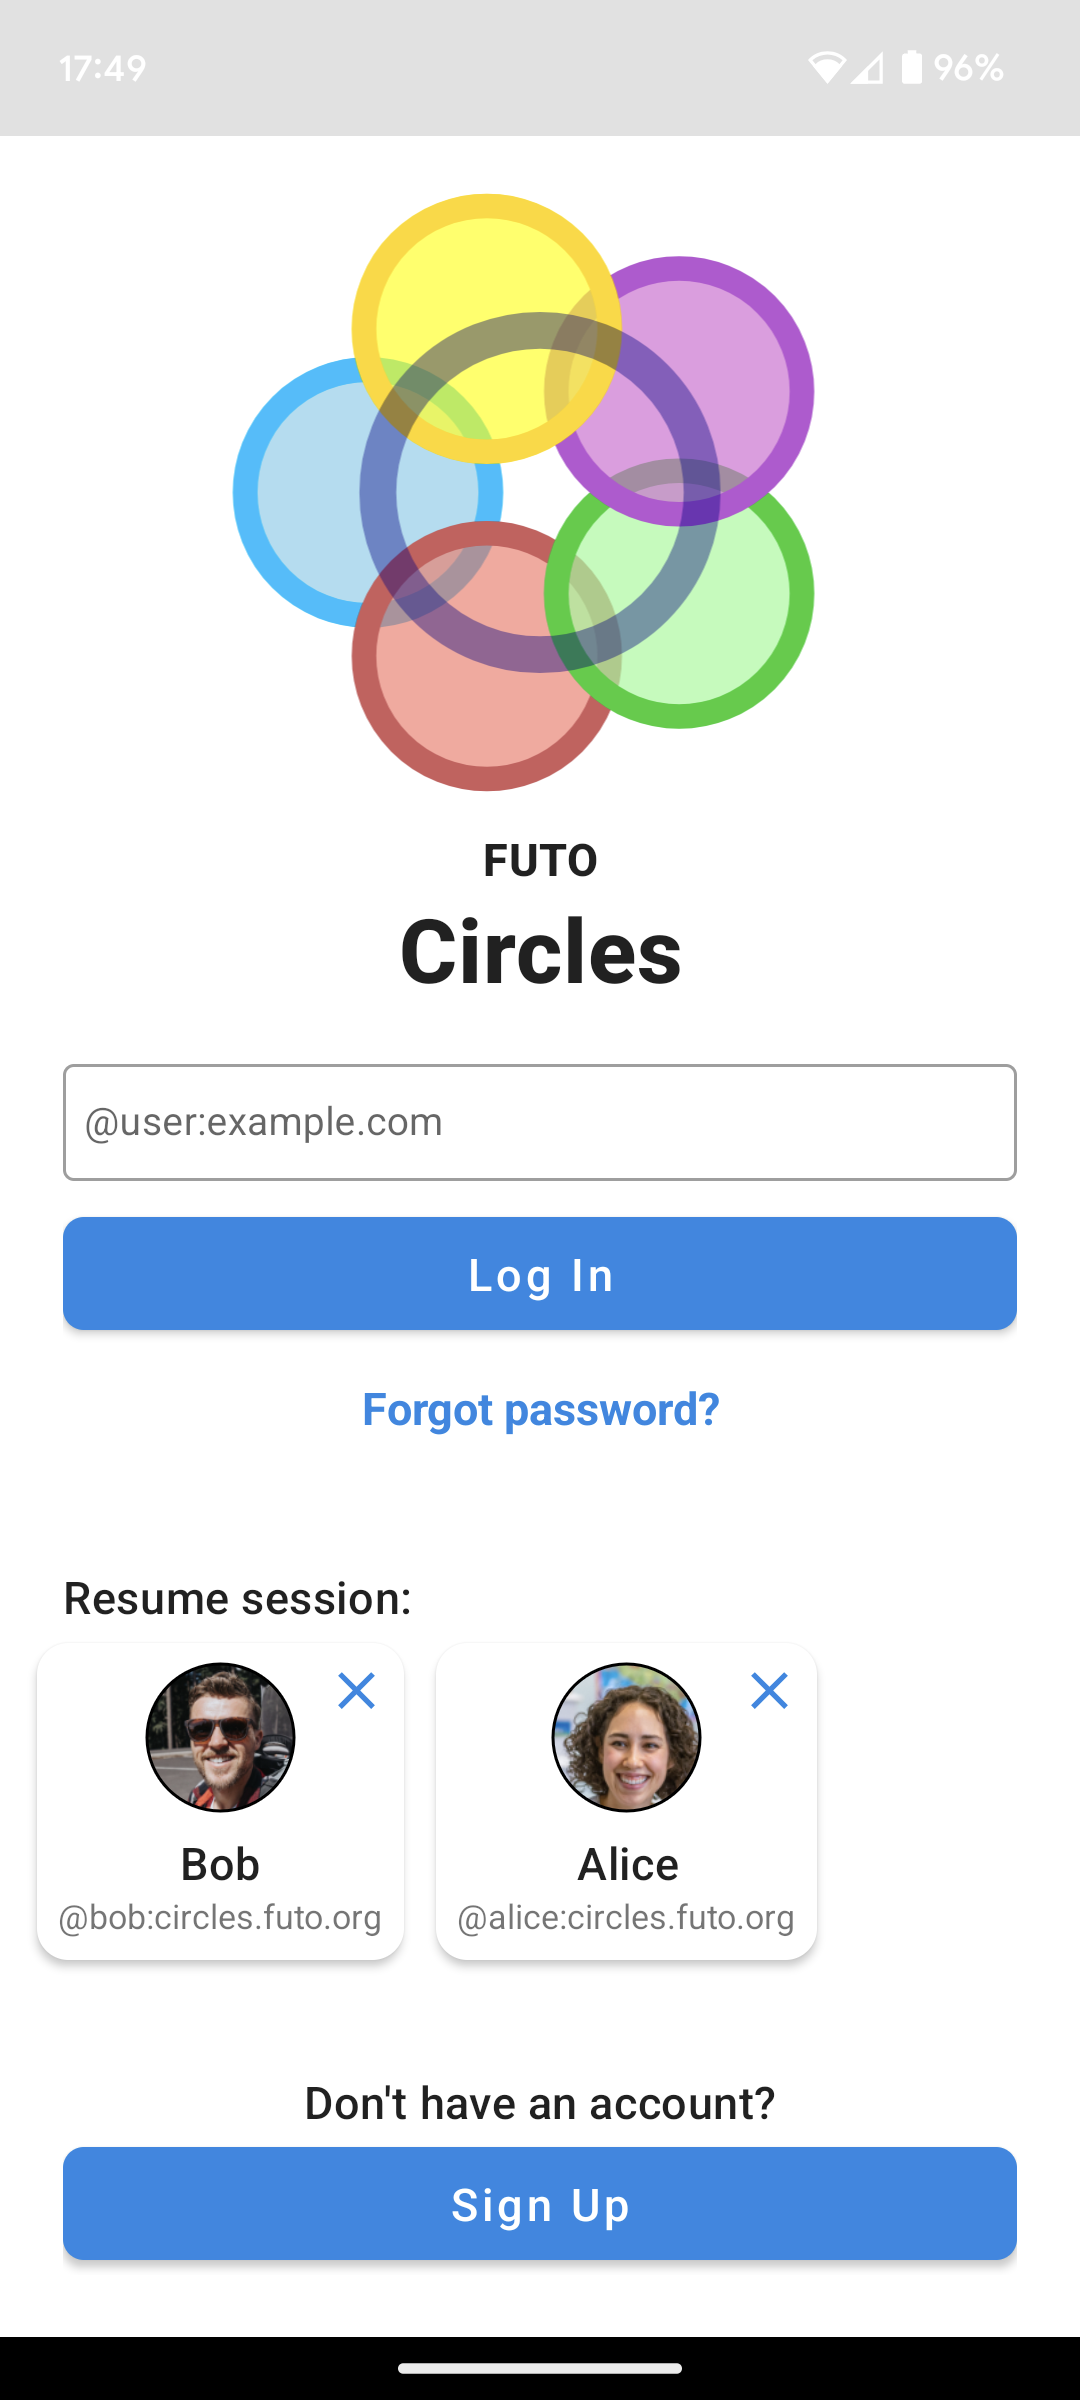 17:49 96%
FUTO
Circles
@user:example.com
Log In
Forgot password?
Resume session:
Bob
@bob:circles.futo.org
Alice
@alice:circles.futo.org
Don't have an account?
Sign Up